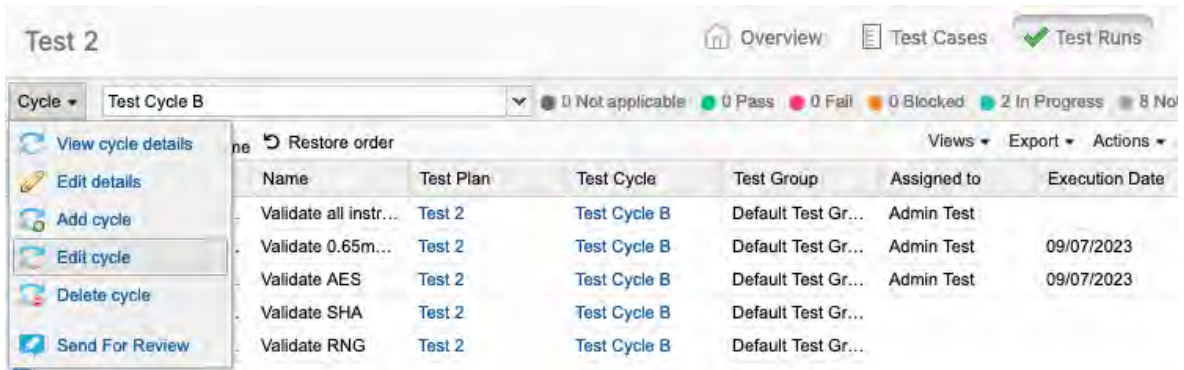 Test 2 Overview Test Cases Test Runs
Cycle Test Cycle B 0 Not applicable 0 Pass 0 Fail 0 Blocked 2 In Progress 8 No
View cycle details
Edit details
Add cycle
Edit cycle
Delete cycle
Send For Review
me Restore order Views Export Actions
Name Test Plan Test Cycle Test Group Assigned to Execution Date
Validate all instr... Test 2 Test Cycle B Default Test Gr... Admin Test
Validate 0.65m... Test 2 Test Cycle B Default Test Gr... Admin Test 09/07/2023
Validate AES Test 2 Test Cycle B Default Test Gr... Admin Test 09/07/2023
Validate SHA Test 2 Test Cycle B Default Test Gr...
Validate RNG Test 2 Test Cycle B Default Test Gr...